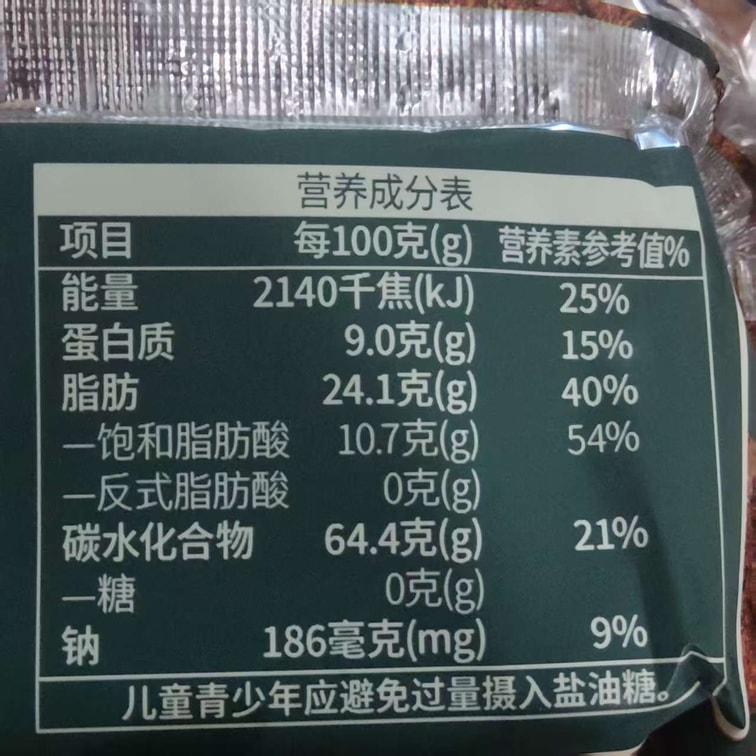 营养成分表
项目 每100克(g) 营养素参考值%
能量 2140千焦(kJ) 25%
蛋白质 9.0克(g) 15%
脂肪 24.1克(g) 40%
—饱和脂肪酸 10.7克(g) 54%
—反式脂肪酸 0克(g)
碳水化合物 64.4克(g) 21%
—糖 0克(g)
钠 186毫克(mg) 9%
儿童青少年应避免过量摄入盐油糖。